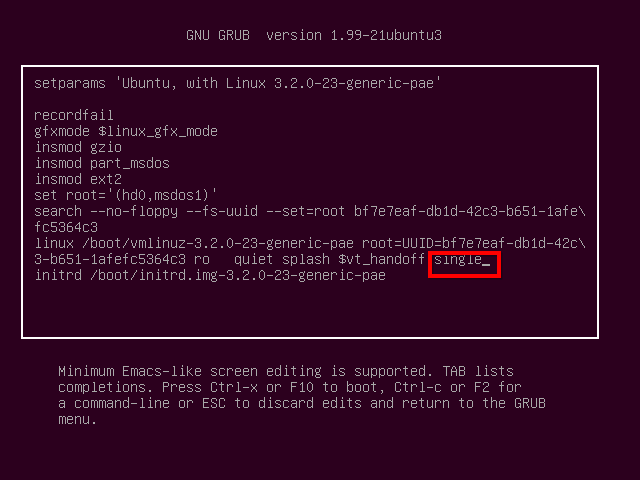 GNU GRUB  version 1.99-21ubuntu3
setparams 'Ubuntu, with Linux 3.2.0-23-generic-pae'
recordfail
gfxmode $linux_gfx_mode
insmod gzio
insmod part_msdos
insmod ext2
set root='(hd0,msdos1)'
search --no-floppy --fs-uuid --set=root bf7e7eaf-db1d-42c3-b651-1afe\
fc5364c3
linux /boot/vmlinuz-3.2.0-23-generic-pae root=UUID=bf7e7eaf-db1d-42c\
3-b651-1afefc5364c3 ro   quiet splash $vt_handoff single_
initrd /boot/initrd.img-3.2.0-23-generic-pae
Minimum Emacs-like screen editing is supported. TAB lists
completions. Press Ctrl-x or F10 to boot, Ctrl-c or F2 for
a command-line or ESC to discard edits and return to the GRUB
menu.